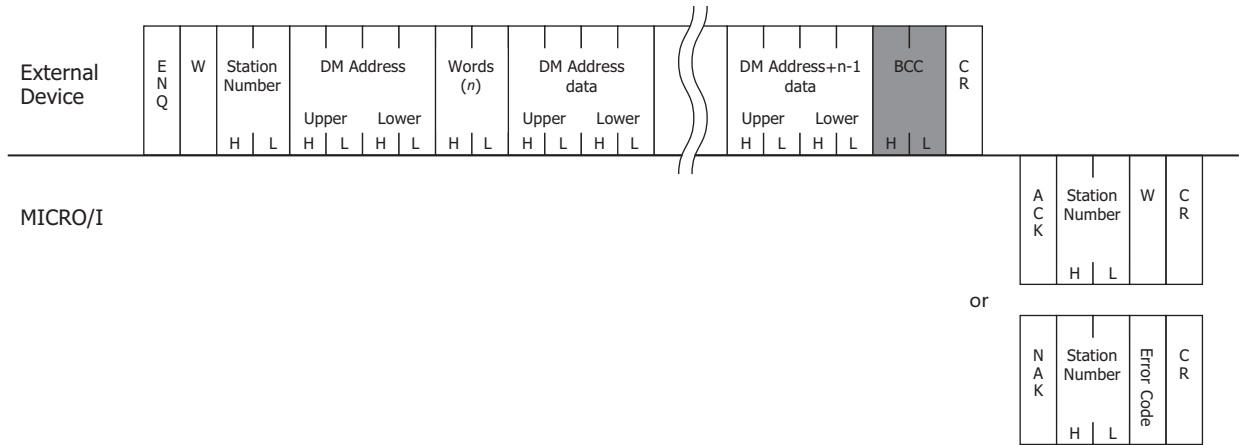 External
Device
E
N
Q
W
Station
Number
H L
DM Address
Upper Lower
H L H L
Words
(n)
H L
DM Address
data
Upper Lower
H L H L
DM Address+n-1
data
Upper Lower
H L H L
BCC
H L
C
R
MICRO/I
A
C
K
Station
Number
H L
W
C
R
or
N
A
K
Station
Number
H L
Error Code
C
R